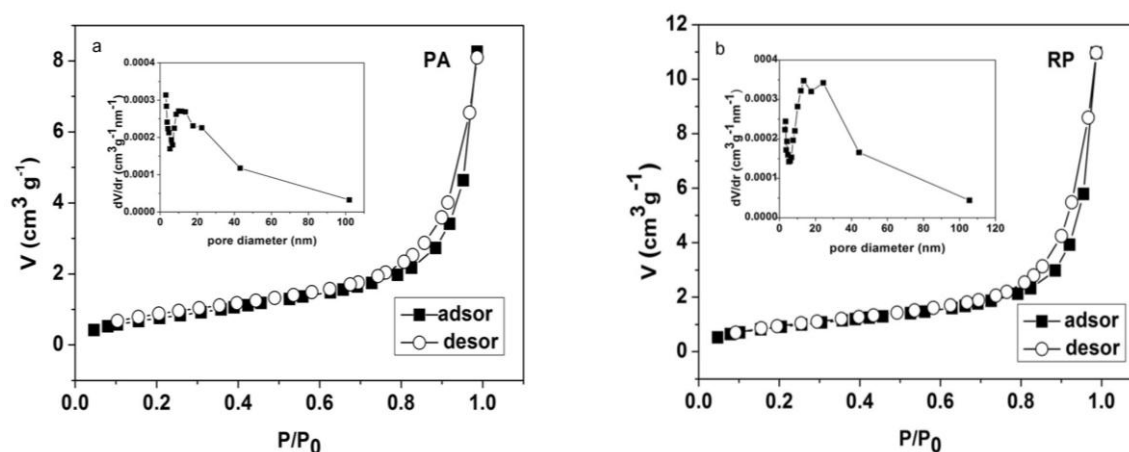 a
PA
V (cm³ g⁻¹)
8
6
4
2
0
0.0 0.2 0.4 0.6 0.8 1.0
P/P₀
adsor
desor
dV/dr (cm³g⁻¹nm⁻¹)
0.0004
0.0003
0.0002
0.0001
0.0000
0 20 40 60 80 100
pore diameter (nm)
b
RP
V (cm³ g⁻¹)
12
10
8
6
4
2
0
0.0 0.2 0.4 0.6 0.8 1.0
P/P₀
adsor
desor
dV/dr (cm³g⁻¹nm⁻¹)
0.0004
0.0003
0.0002
0.0001
0.0000
0 20 40 60 80 100 120
pore diameter (nm)